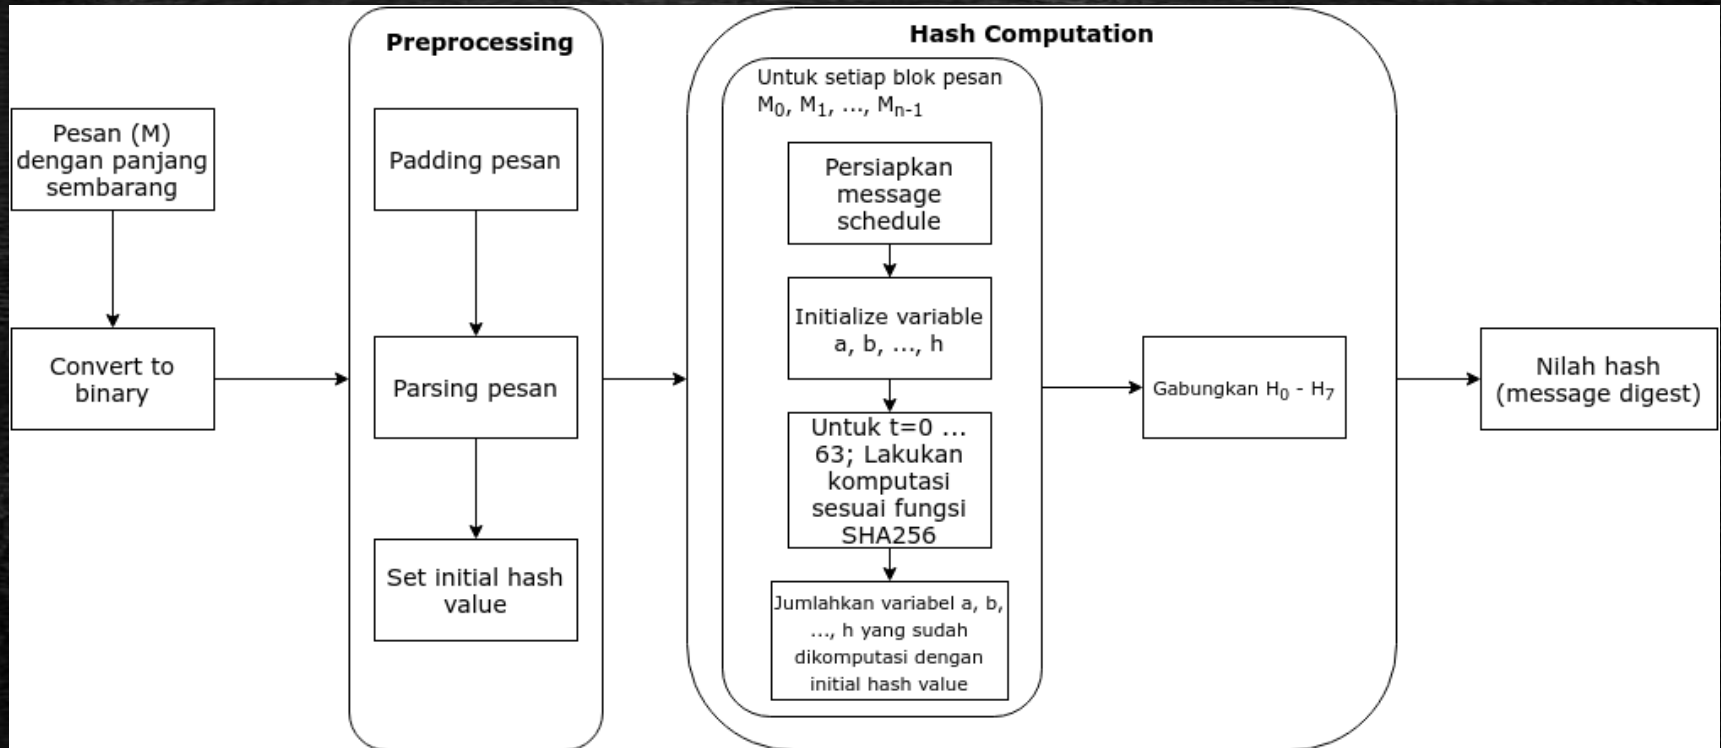 Pesan (M)
dengan panjang
sembarang
Convert to
binary
Preprocessing
Padding pesan
Parsing pesan
Set initial hash
value
Hash Computation
Untuk setiap blok pesan
M₀, M₁, ..., Mₙ₋₁
Persiapkan
message
schedule
Initialize variable
a, b, ..., h
Untuk t=0 ...
63; Lakukan
komputasi
sesuai fungsi
SHA256
Jumlahkan variabel a, b,
..., h yang sudah
dikomputasi dengan
initial hash value
Gabungkan H₀ - H₇
Nilah hash
(message digest)